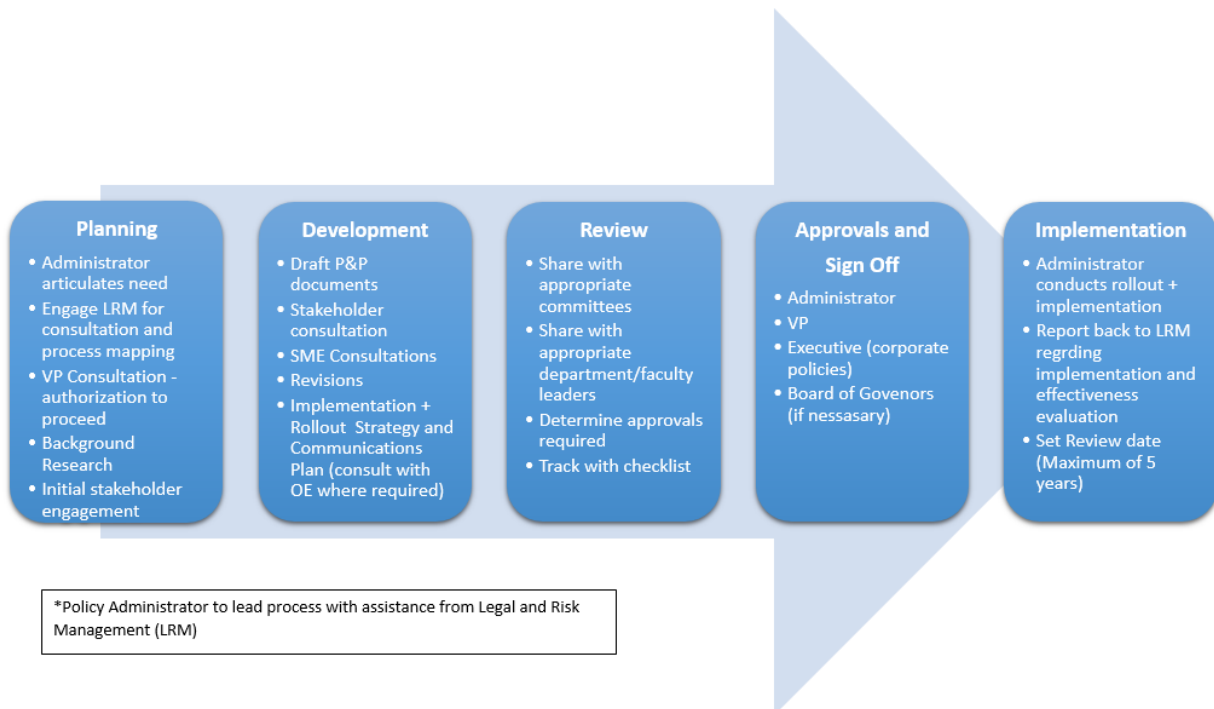 Planning
• Administrator
articulates need
• Engage LRM for
consultation and
process mapping
• VP Consultation -
authorization to
proceed
• Background
Research
• Initial stakeholder
engagement
Development
• Draft P&P
documents
• Stakeholder
consultation
• SME Consultations
• Revisions
• Implementation +
Rollout Strategy and
Communications
Plan (consult with
OE where required)
Review
• Share with
appropriate
committees
• Share with
appropriate
department/faculty
leaders
• Determine approvals
required
• Track with checklist
Approvals and
Sign Off
• Administrator
• VP
• Executive (corporate
policies)
• Board of Govenors
(if nessasary)
Implementation
• Administrator
conducts rollout +
implementation
• Report back to LRM
regrding
implementation and
effectiveness
evaluation
• Set Review date
(Maximum of 5
years)
*Policy Administrator to lead process with assistance from Legal and Risk
Management (LRM)